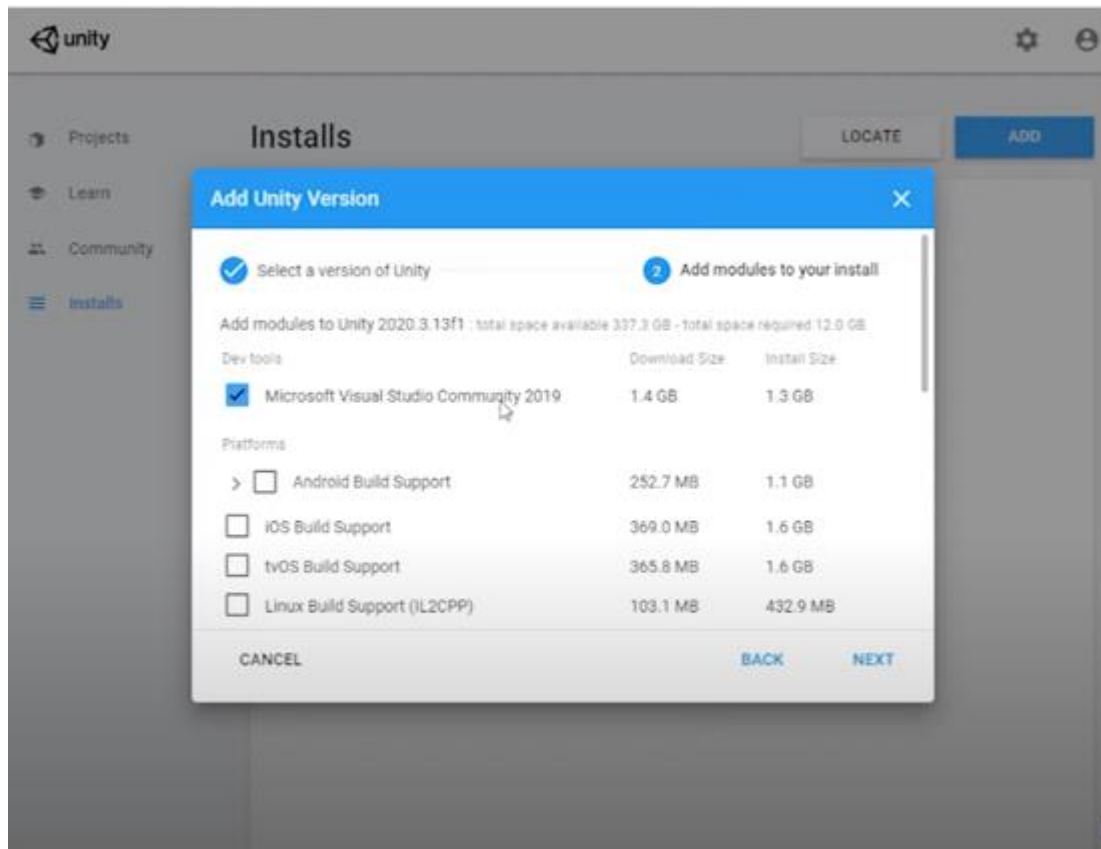 unity
Projects
Installs
LOCATE
ADD
Learn
Community
Installs
Add Unity Version
Select a version of Unity
2 Add modules to your install
Add modules to Unity 2020.3.13f1 : total space available 337.3 GB - total space required 12.0 GB
Dev tools Download Size Install Size
Microsoft Visual Studio Community 2019 1.4 GB 1.3 GB
Platforms
Android Build Support 252.7 MB 1.1 GB
iOS Build Support 369.0 MB 1.6 GB
tvOS Build Support 365.8 MB 1.6 GB
Linux Build Support (IL2CPP) 103.1 MB 432.9 MB
CANCEL BACK NEXT